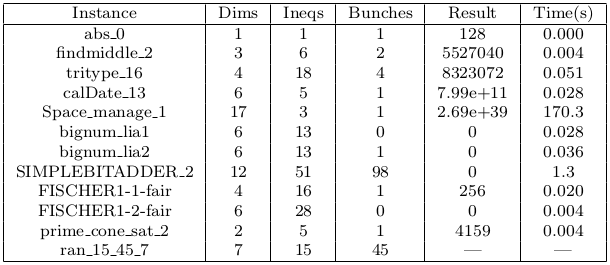 Instance Dims Ineqs Bunches Result Time(s)
abs_0 1 1 1 128 0.000
findmiddle_2 3 6 2 5527040 0.004
tritype_16 4 18 4 8323072 0.051
calDate_13 6 5 1 7.99e+11 0.028
Space_manage_1 17 3 1 2.69e+39 170.3
bignum_lia1 6 13 0 0 0.028
bignum_lia2 6 13 1 0 0.036
SIMPLEBITADDER_2 12 51 98 0 1.3
FISCHER1-1-fair 4 16 1 256 0.020
FISCHER1-2-fair 6 28 0 0 0.004
prime_cone_sat_2 2 5 1 4159 0.004
ran_15_45_7 7 15 45 — —